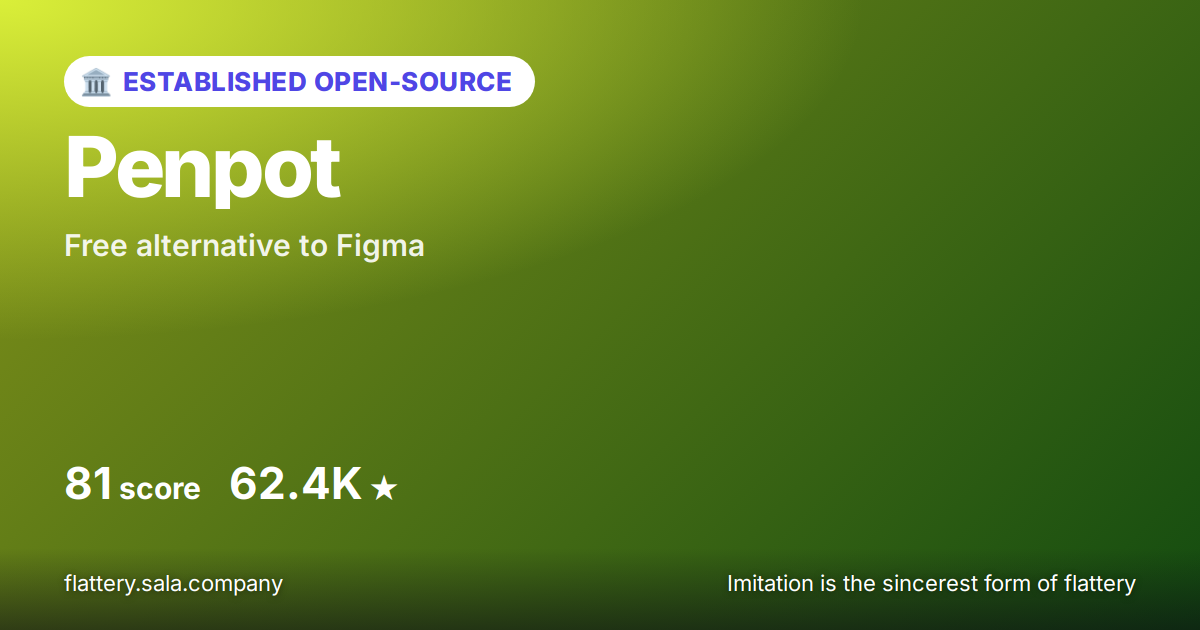 🏛️ ESTABLISHED OPEN-SOURCE
Penpot
Free alternative to Figma
81 score 62.4K ★
flattery.sala.company
Imitation is the sincerest form of flattery